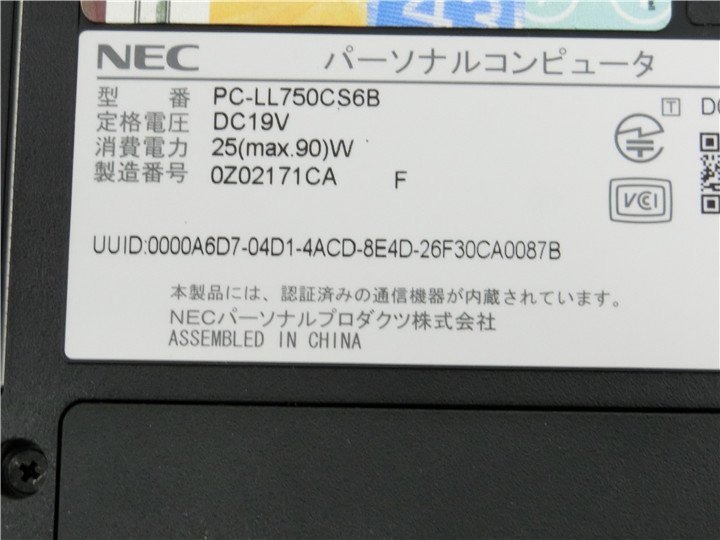 NEC パーソナルコンピュータ
型 番 PC-LL750CS6B
定格電圧 DC19V
消費電力 25(max.90)W
製造番号 0Z02171CA F
UUID:0000A6D7-04D1-4ACD-8E4D-26F30CA0087B
本製品には、認証済みの通信機器が内蔵されています。
NECパーソナルプロダクツ株式会社
ASSEMBLED IN CHINA
T
VCCI